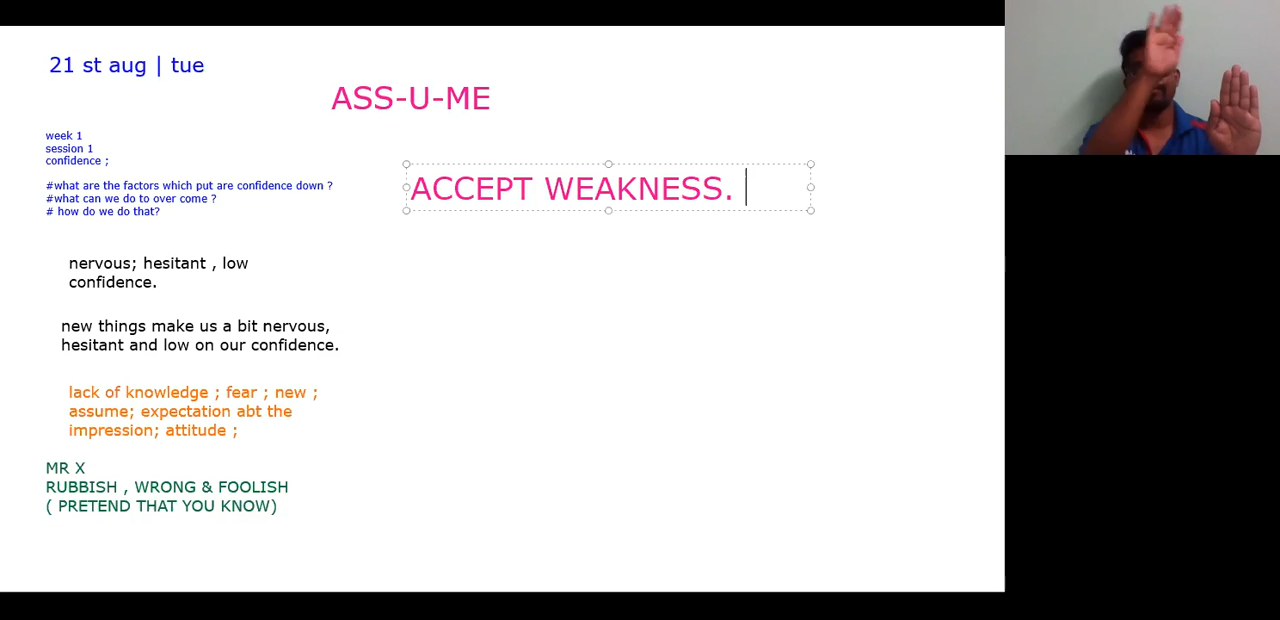 21 st aug | tue
ASS-U-ME
week 1
session 1
confidence ;
#what are the factors which put are confidence down ?
#what can we do to over come ?
# how do we do that?
ACCEPT WEAKNESS.
nervous; hesitant , low
confidence.
new things make us a bit nervous,
hesitant and low on our confidence.
lack of knowledge ; fear ; new ;
assume; expectation abt the
impression; attitude ;
MR X
RUBBISH , WRONG & FOOLISH
( PRETEND THAT YOU KNOW)